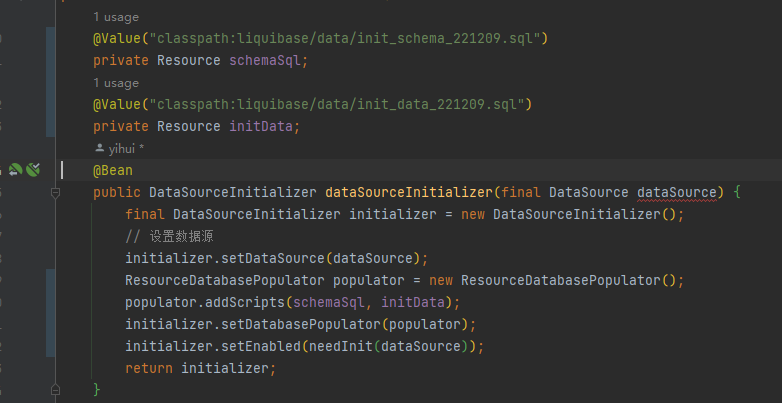 1 usage
@Value("classpath:liquibase/data/init_schema_221209.sql")
private Resource schemaSql;
1 usage
@Value("classpath:liquibase/data/init_data_221209.sql")
private Resource initData;
yihui *
@Bean
public DataSourceInitializer dataSourceInitializer(final DataSource dataSource) {
final DataSourceInitializer initializer = new DataSourceInitializer();
// 设置数据源
initializer.setDataSource(dataSource);
ResourceDatabasePopulator populator = new ResourceDatabasePopulator();
populator.addScripts(schemaSql, initData);
initializer.setDatabasePopulator(populator);
initializer.setEnabled(needInit(dataSource));
return initializer;
}